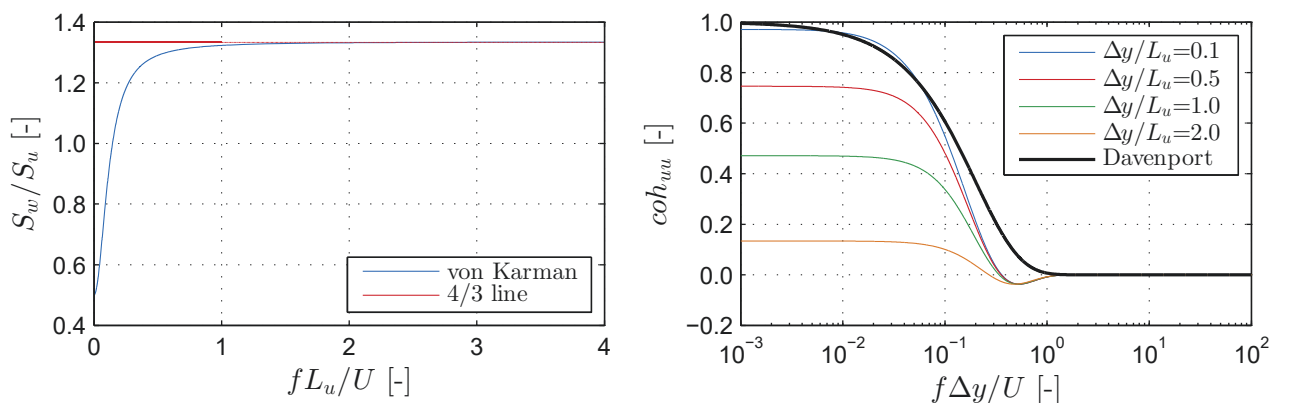 1.4
1.2
1.0
0.8
0.6
0.4
S_w/S_u [-]
von Karman
4/3 line
0 1 2 3 4
fL_u/U [-]
1.0
0.8
0.6
0.4
0.2
0.0
−0.2
coh_{uu} [-]
Δy/L_u=0.1
Δy/L_u=0.5
Δy/L_u=1.0
Δy/L_u=2.0
Davenport
10^{−3} 10^{−2} 10^{−1} 10^0 10^1 10^2
fΔy/U [-]